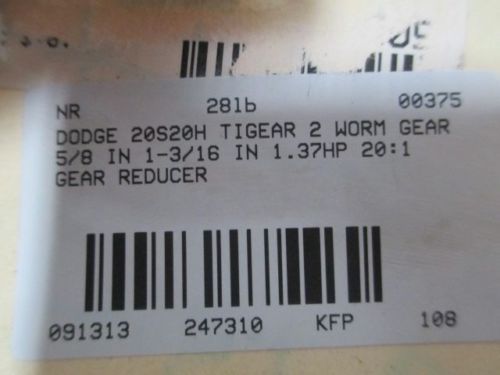 NR 281b 00375
DODGE 20S20H TIGEAR 2 WORM GEAR
5/8 IN 1-3/16 IN 1.37HP 20:1
GEAR REDUCER
091313 247310 KFP 108